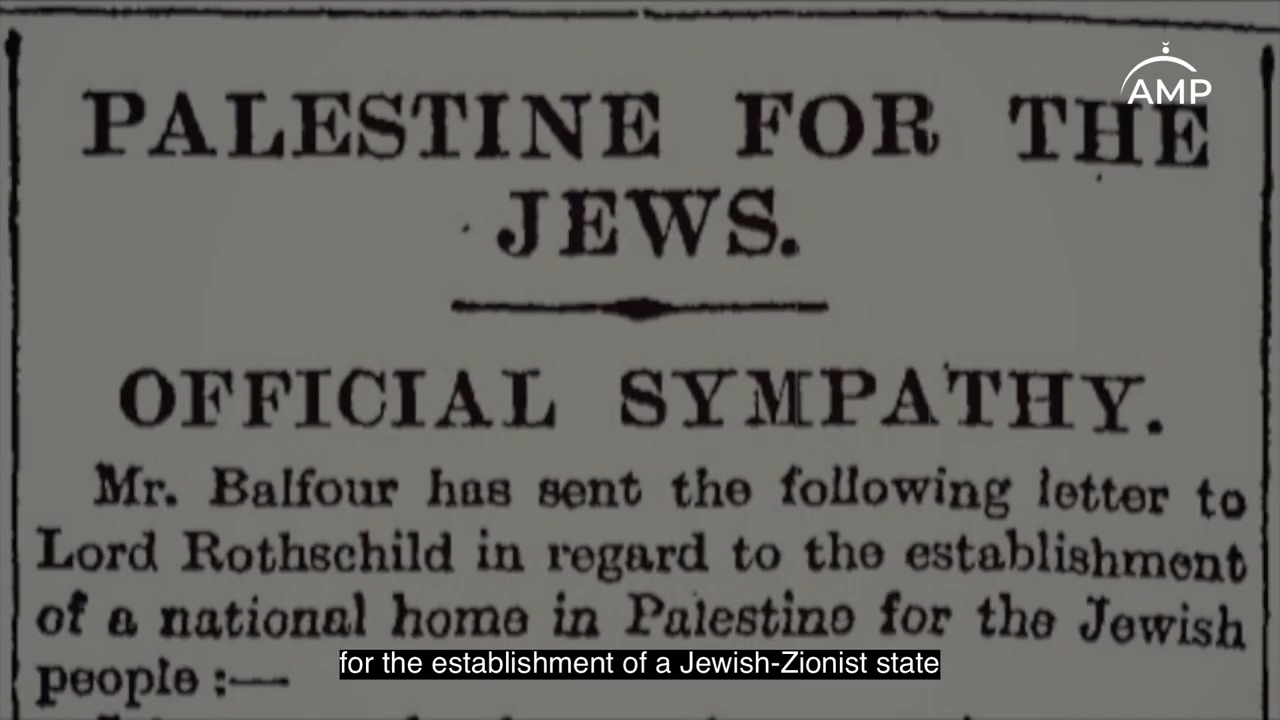 AMP
PALESTINE FOR THE
JEWS.
OFFICIAL SYMPATHY.
Mr. Balfour has sent the following letter to
Lord Rothschild in regard to the establishment
of a national home in Palestine for the Jewish
people :—
for the establishment of a Jewish-Zionist state